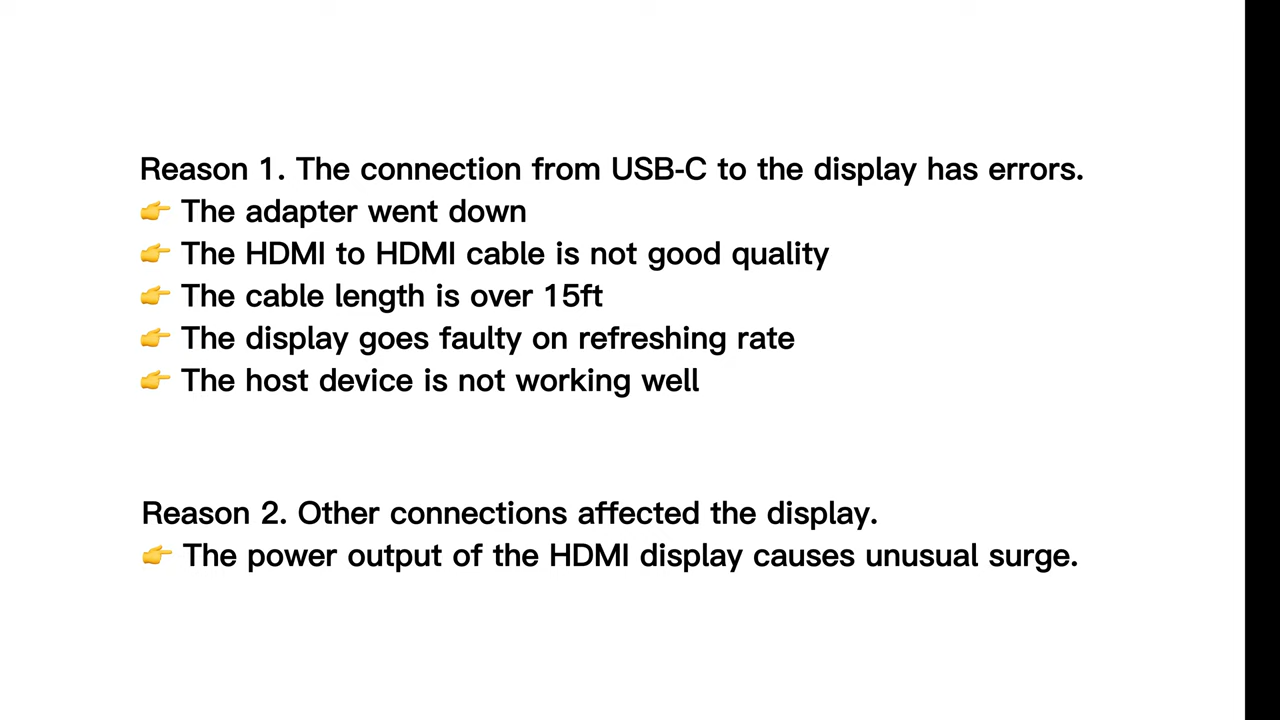 Reason 1. The connection from USB-C to the display has errors.
👉 The adapter went down
👉 The HDMI to HDMI cable is not good quality
👉 The cable length is over 15ft
👉 The display goes faulty on refreshing rate
👉 The host device is not working well
Reason 2. Other connections affected the display.
👉 The power output of the HDMI display causes unusual surge.